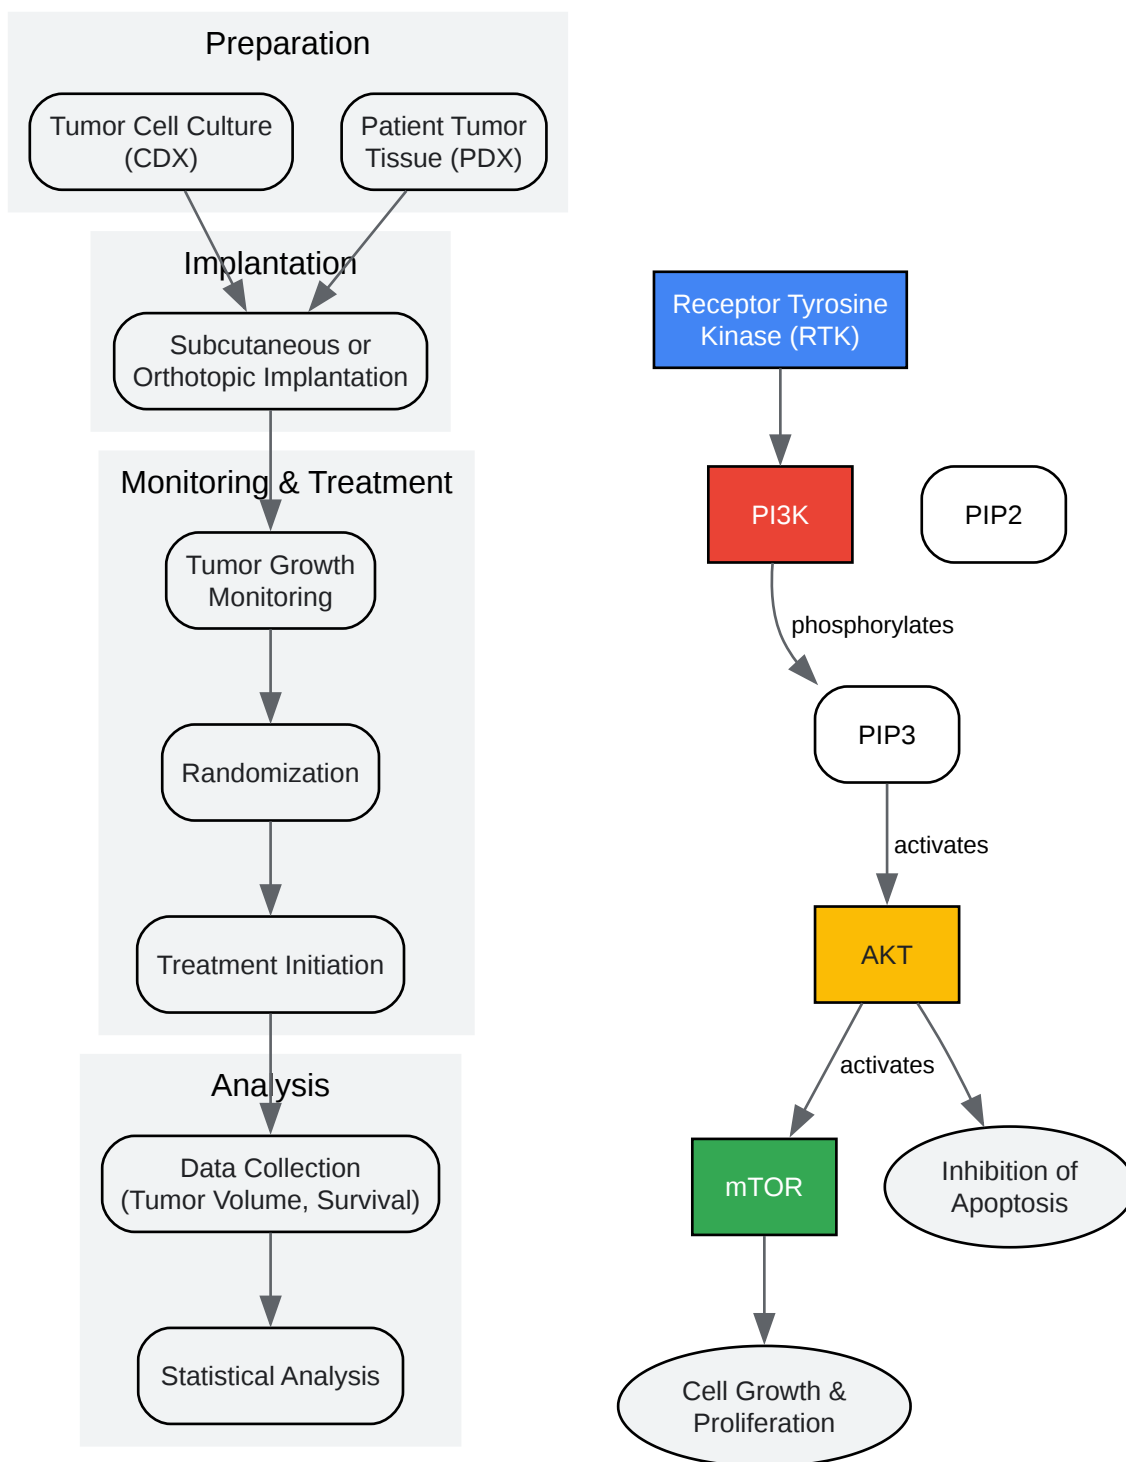 Preparation
Tumor Cell Culture
(CDX)
Patient Tumor
Tissue (PDX)
Implantation
Subcutaneous or
Orthotopic Implantation
Monitoring & Treatment
Tumor Growth
Monitoring
Randomization
Treatment Initiation
Analysis
Data Collection
(Tumor Volume, Survival)
Statistical Analysis
Receptor Tyrosine
Kinase (RTK)
PI3K
PIP2
phosphorylates
PIP3
activates
AKT
activates
mTOR
Inhibition of
Apoptosis
Cell Growth &
Proliferation